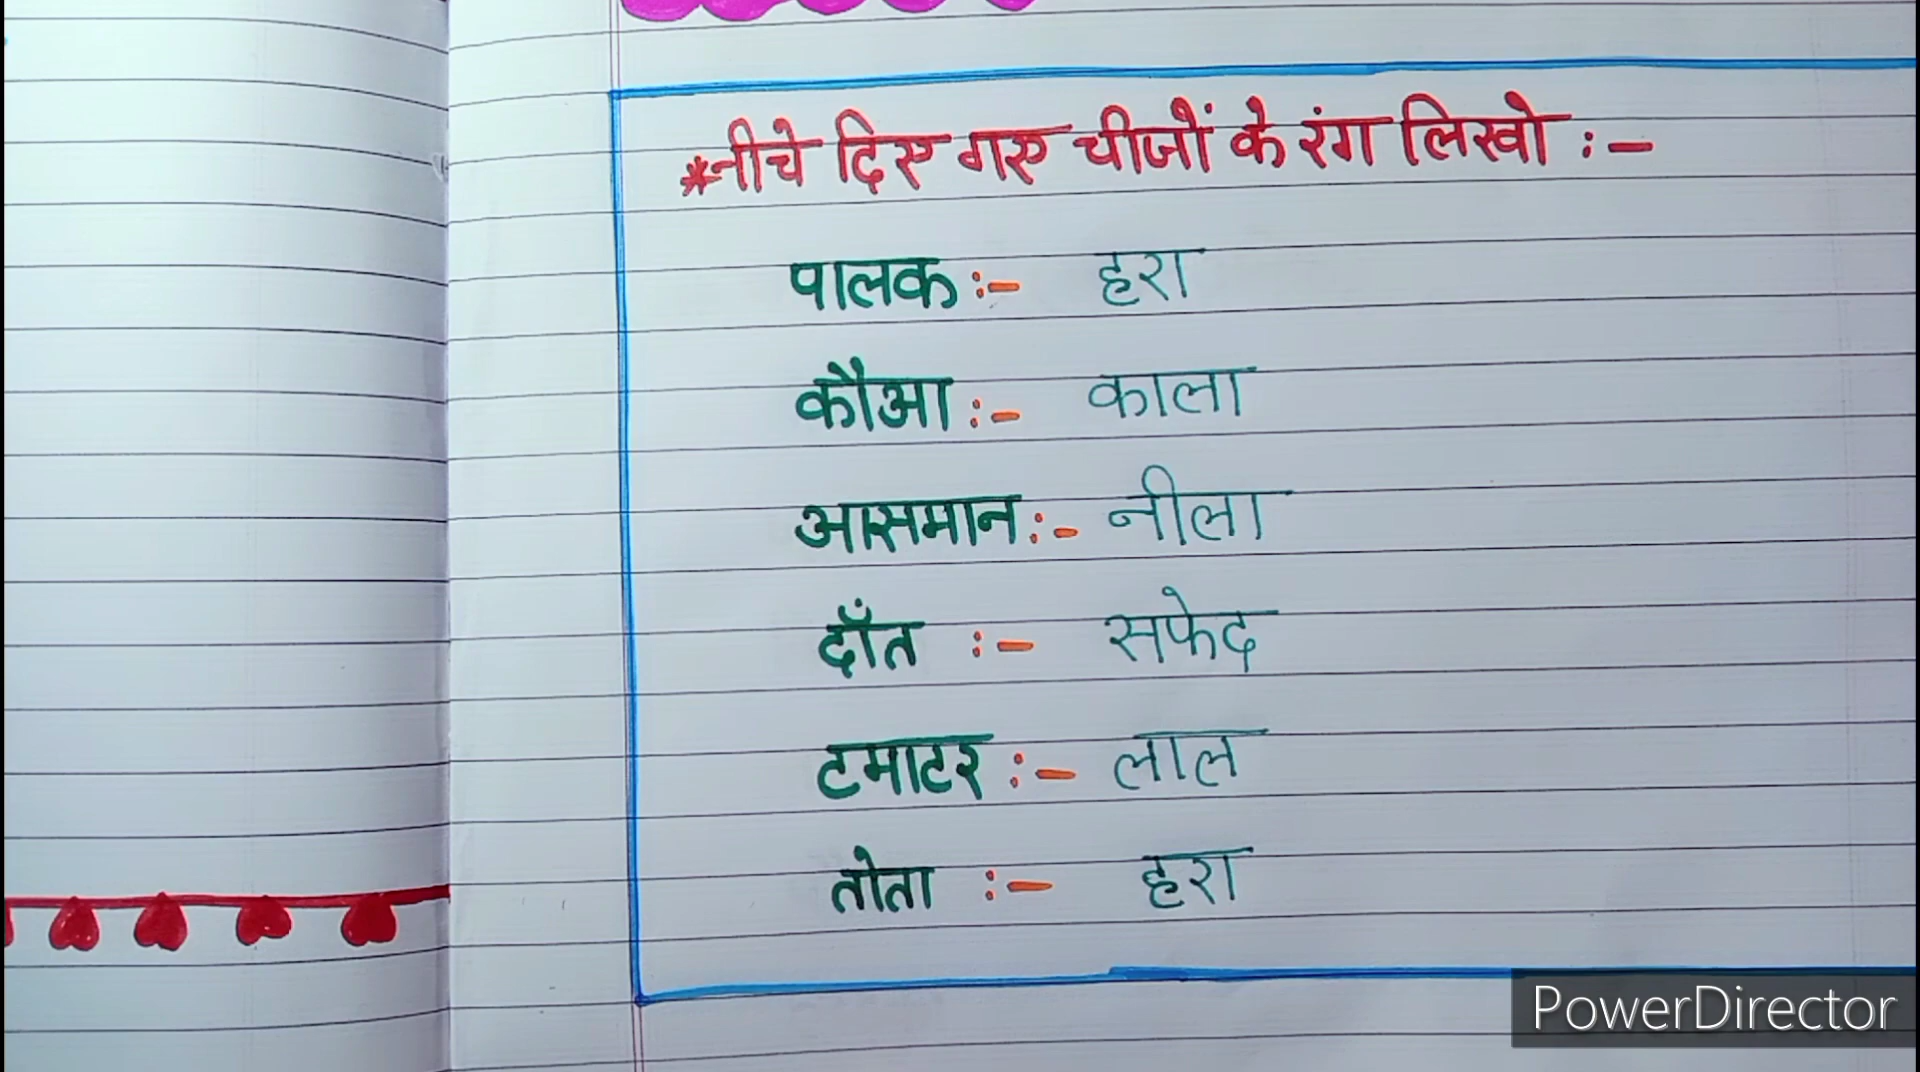 *नीचे दिए गए चीजों के रंग लिखो :-
पालक :- हरा
कौआ :- काला
आसमान :- नीला
दाँत :- सफेद
टमाटर :- लाल
तोता :- हरा
PowerDirector